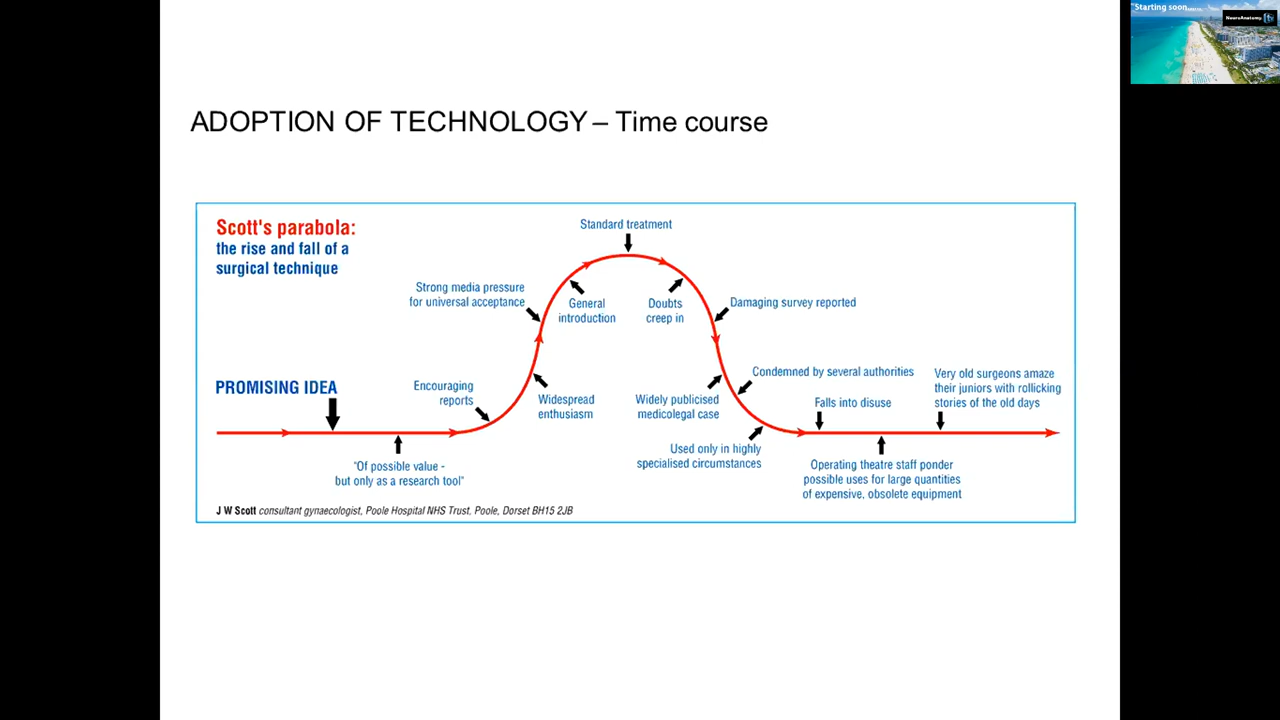 "Starting soon....
NeuroAnatomy.tv
ADOPTION OF TECHNOLOGY – Time course
Scott's parabola:
the rise and fall of a
surgical technique
Standard treatment
Strong media pressure
for universal acceptance
General
introduction
Doubts
creep in
Damaging survey reported
PROMISING IDEA
Encouraging
reports
Widespread
enthusiasm
Widely publicised
medicolegal case
Condemned by several authorities
Falls into disuse
Very old surgeons amaze
their juniors with rollicking
stories of the old days
"Of possible value -
but only as a research tool"
Used only in highly
specialised circumstances
Operating theatre staff ponder
possible uses for large quantities
of expensive, obsolete equipment
J W Scott consultant gynaecologist, Poole Hospital NHS Trust, Poole, Dorset BH15 2JB